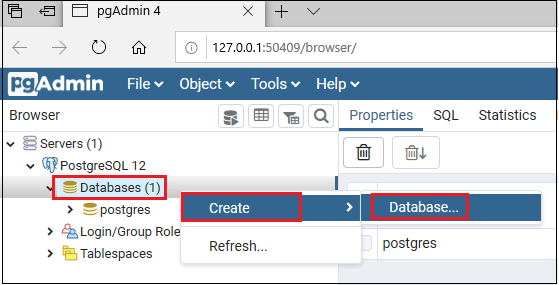 pgAdmin 4
127.0.0.1:50409/browser/
pgAdmin File Object Tools Help
Browser
Properties SQL Statistics
Servers (1)
PostgreSQL 12
Databases (1)
postgres
Create
Database...
Login/Group Role
Refresh...
postgres
Tablespaces